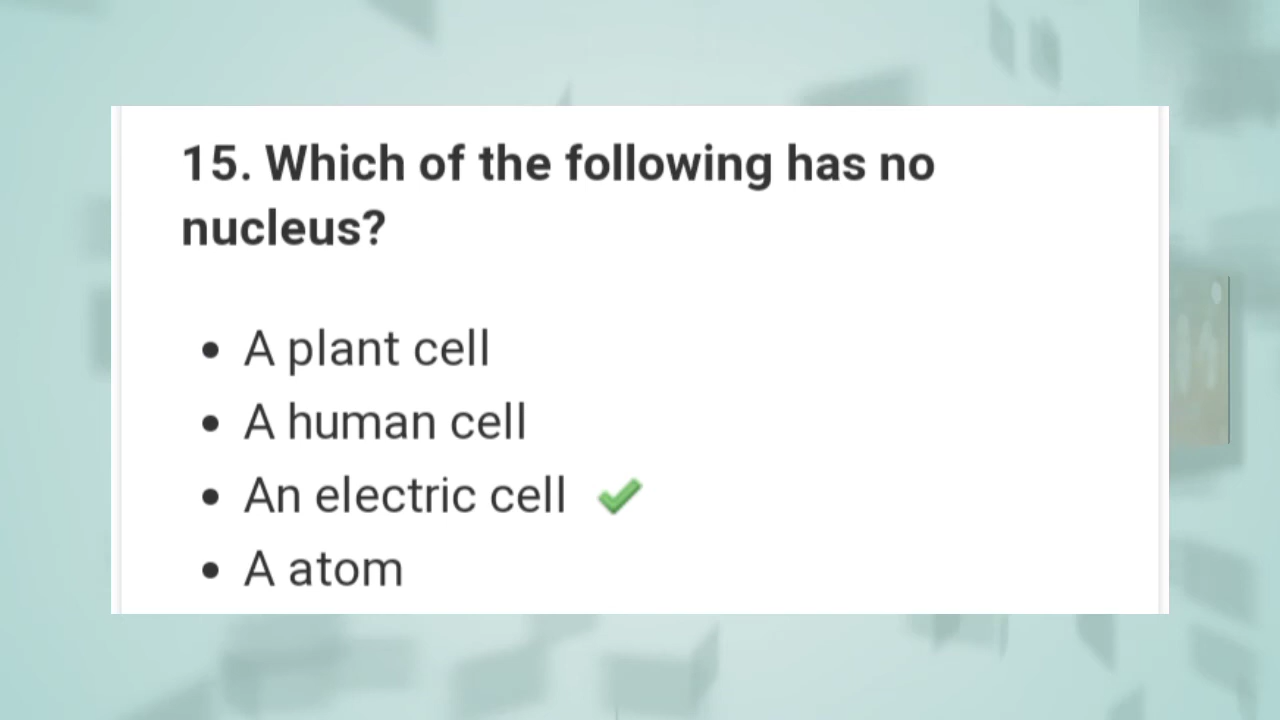 15. Which of the following has no
nucleus?
• A plant cell
• A human cell
• An electric cell ✔
• A atom